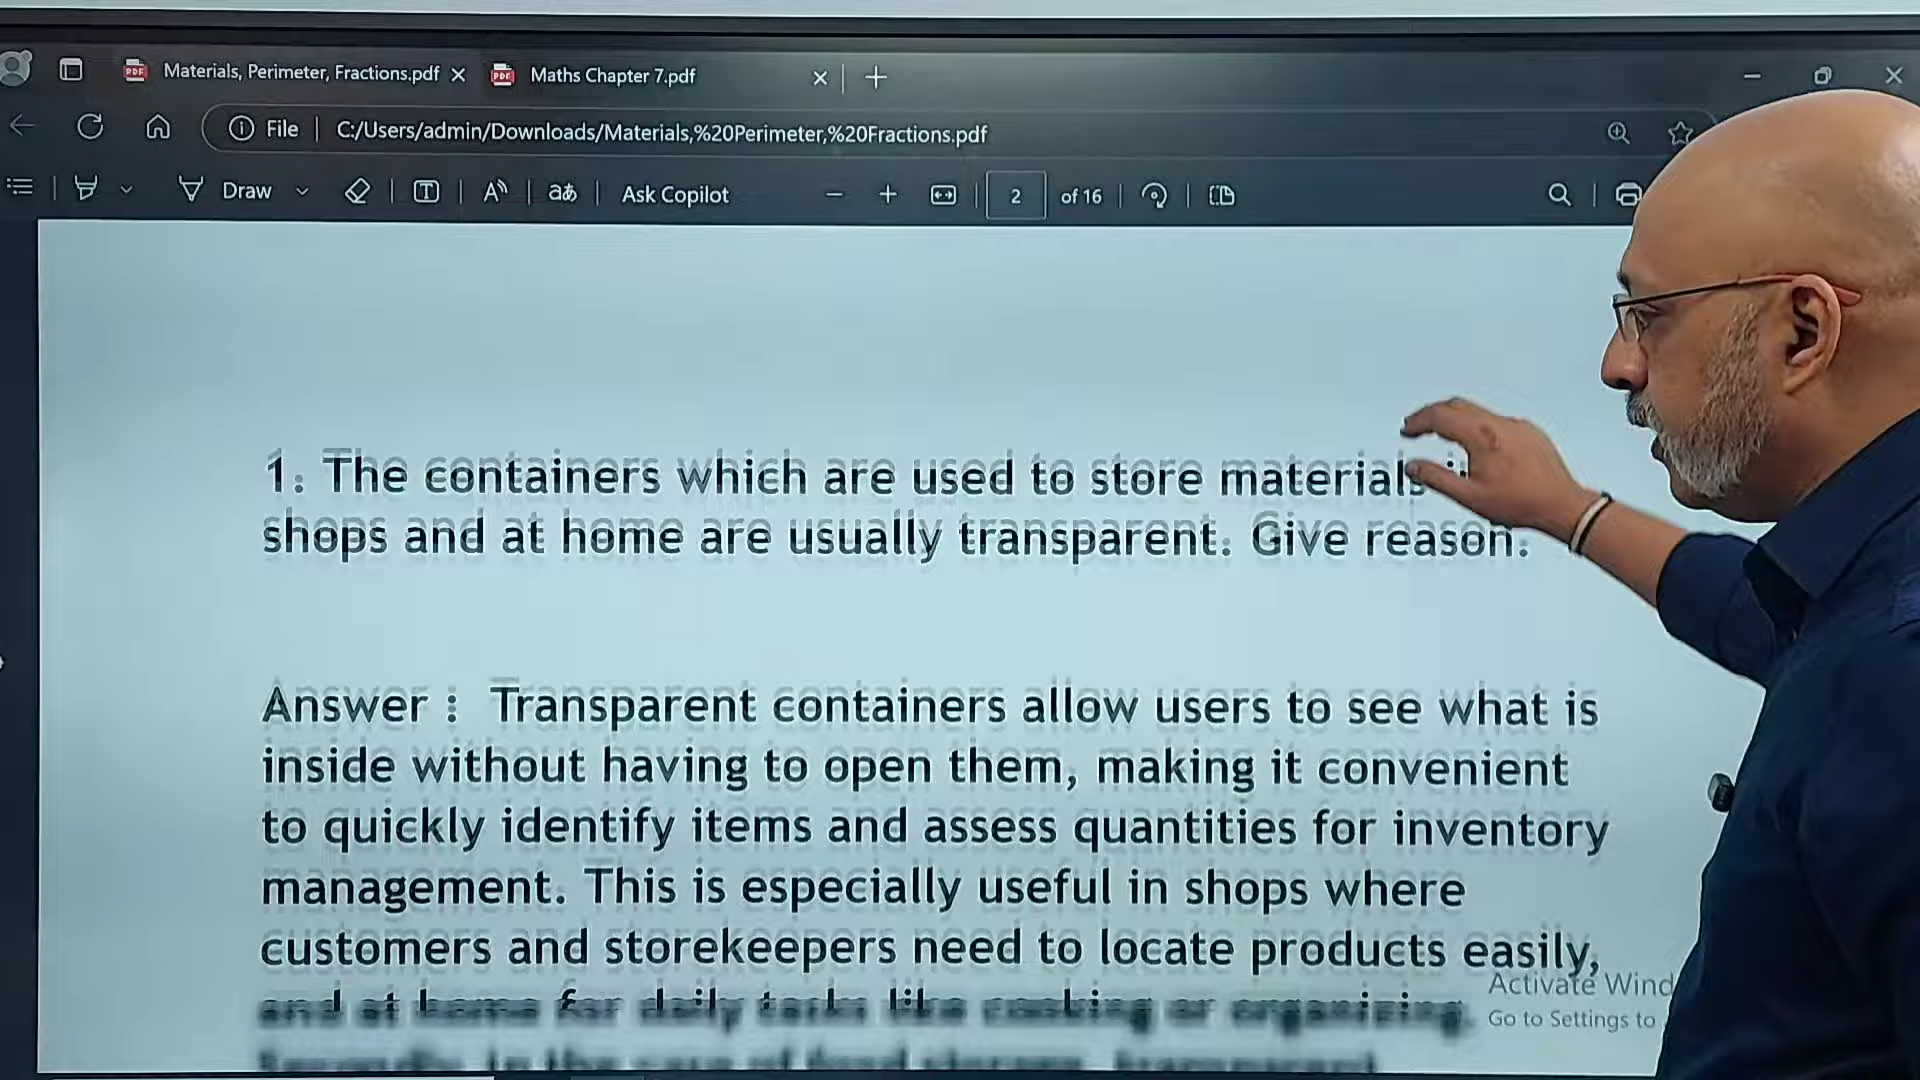 Materials, Perimeter, Fractions.pdf
Maths Chapter 7.pdf
File C:/Users/admin/Downloads/Materials,%20Perimeter,%20Fractions.pdf
Draw
Ask Copilot
2 of 16
1. The containers which are used to store materials
shops and at home are usually transparent. Give reason.
Answer : Transparent containers allow users to see what is
inside without having to open them, making it convenient
to quickly identify items and assess quantities for inventory
management. This is especially useful in shops where
customers and storekeepers need to locate products easily,
and at home for daily tasks like cooking or organizing.
Activate Wind
Go to Settings to